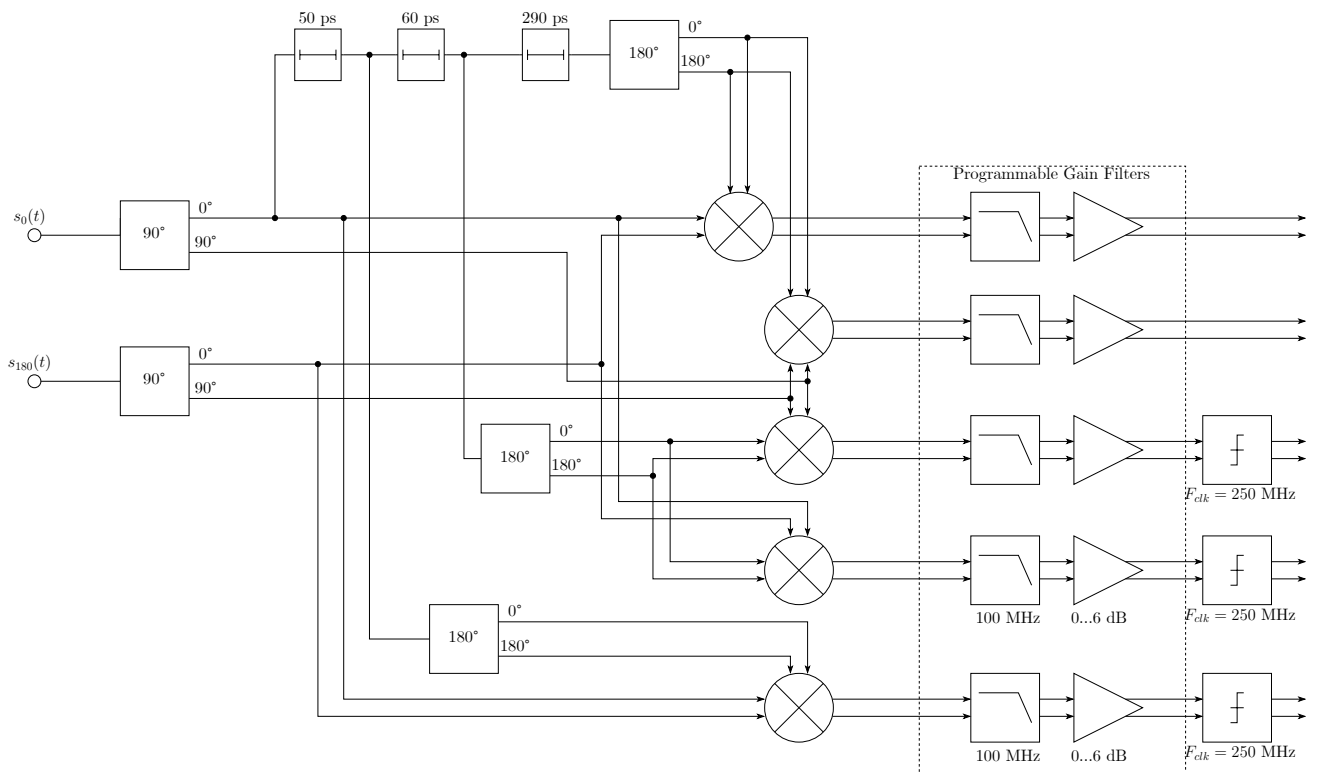 50 ps
60 ps
290 ps
180°
0°
180°
Programmable Gain Filters
s0(t)
90°
0°
90°
s180(t)
90°
0°
90°
180°
0°
180°
Fclk = 250 MHz
100 MHz
0...6 dB
Fclk = 250 MHz
180°
0°
180°
100 MHz
0...6 dB
Fclk = 250 MHz